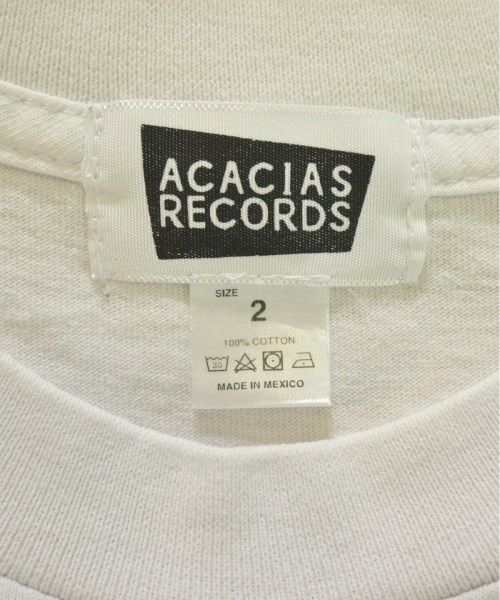 ACACIAS
RECORDS
SIZE
2
100% COTTON
30
MADE IN MEXICO